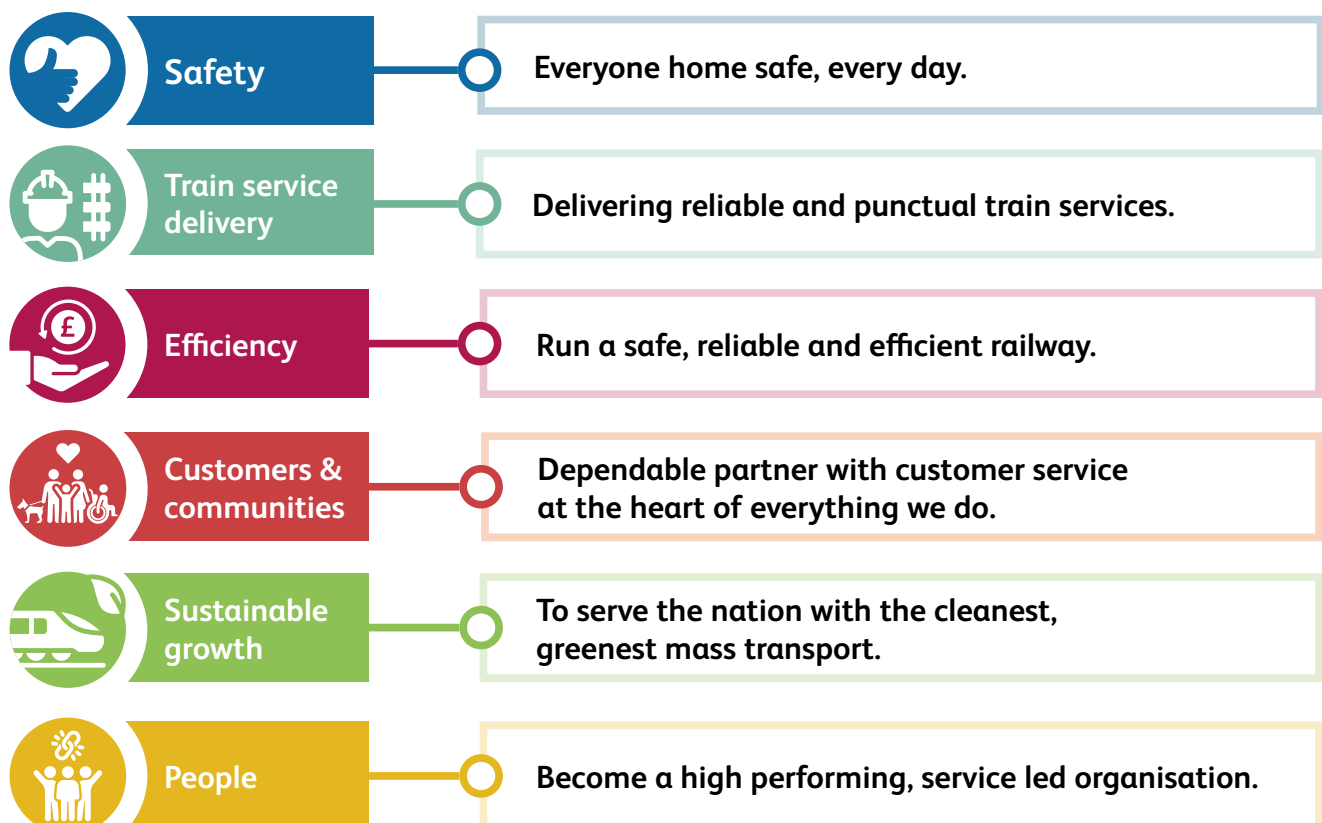 Safety
Everyone home safe, every day.
Train service
delivery
Delivering reliable and punctual train services.
£
Efficiency
Run a safe, reliable and efficient railway.
Customers &
communities
Dependable partner with customer service
at the heart of everything we do.
Sustainable
growth
To serve the nation with the cleanest,
greenest mass transport.
People
Become a high performing, service led organisation.